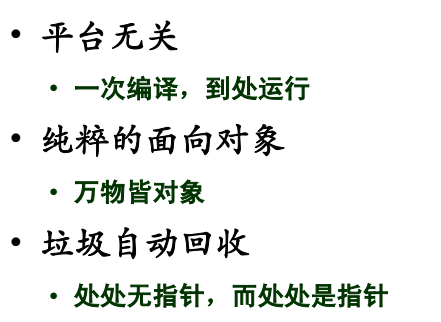 • 平台无关
• 一次编译，到处运行
• 纯粹的面向对象
• 万物皆对象
• 垃圾自动回收
• 处处无指针，而处处是指针